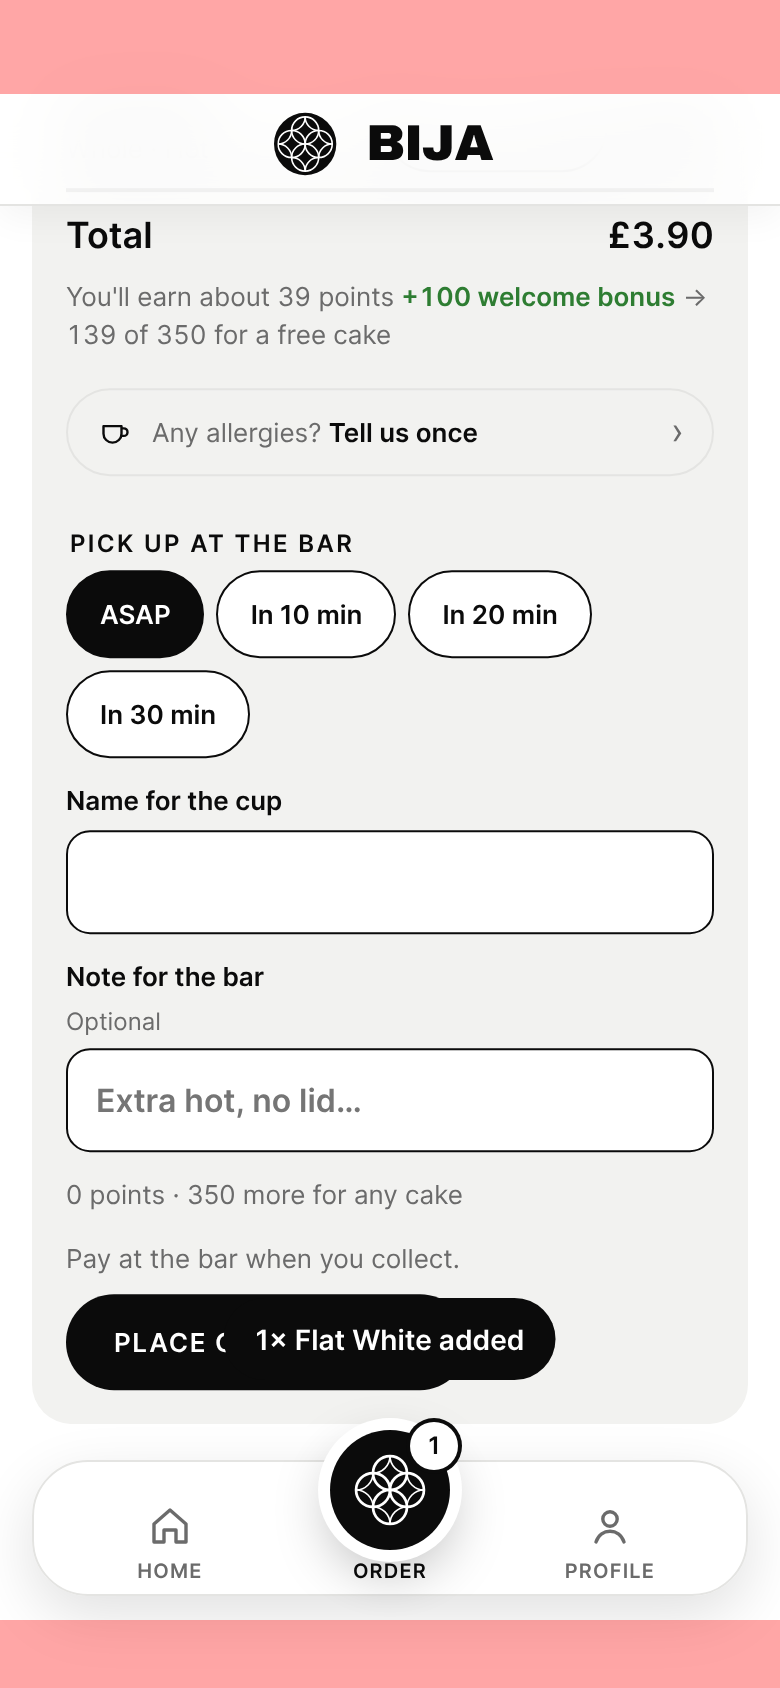 BIJA
Total £3.90
You'll earn about 39 points +100 welcome bonus →
139 of 350 for a free cake
Any allergies? Tell us once ›
PICK UP AT THE BAR
ASAP In 10 min In 20 min
In 30 min
Name for the cup
Note for the bar
Optional
Extra hot, no lid...
0 points · 350 more for any cake
Pay at the bar when you collect.
PLACE 1× Flat White added
1
HOME ORDER PROFILE